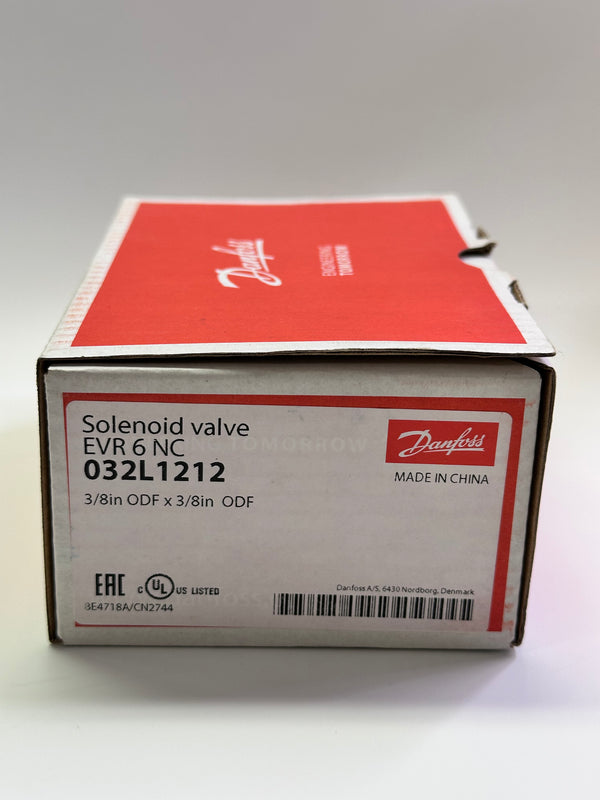 Danfoss
ENGINEERING
TOMORROW
Solenoid valve
EVR 6 NC
032L1212
3/8in ODF x 3/8in ODF
Danfoss
MADE IN CHINA
EAC
c UL US LISTED
8E4718A/CN2744
Danfoss A/S, 6430 Nordborg, Denmark